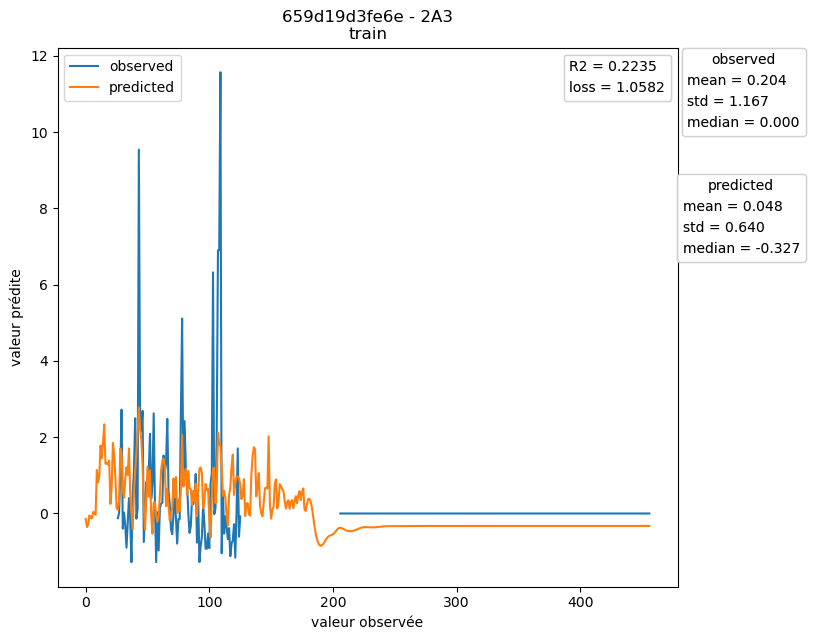 659d19d3fe6e - 2A3
train
observed
predicted
R2 = 0.2235
loss = 1.0582
observed
mean = 0.204
std = 1.167
median = 0.000
predicted
mean = 0.048
std = 0.640
median = -0.327
12
10
8
6
4
2
0
valeur prédite
0
100
200
300
400
valeur observée